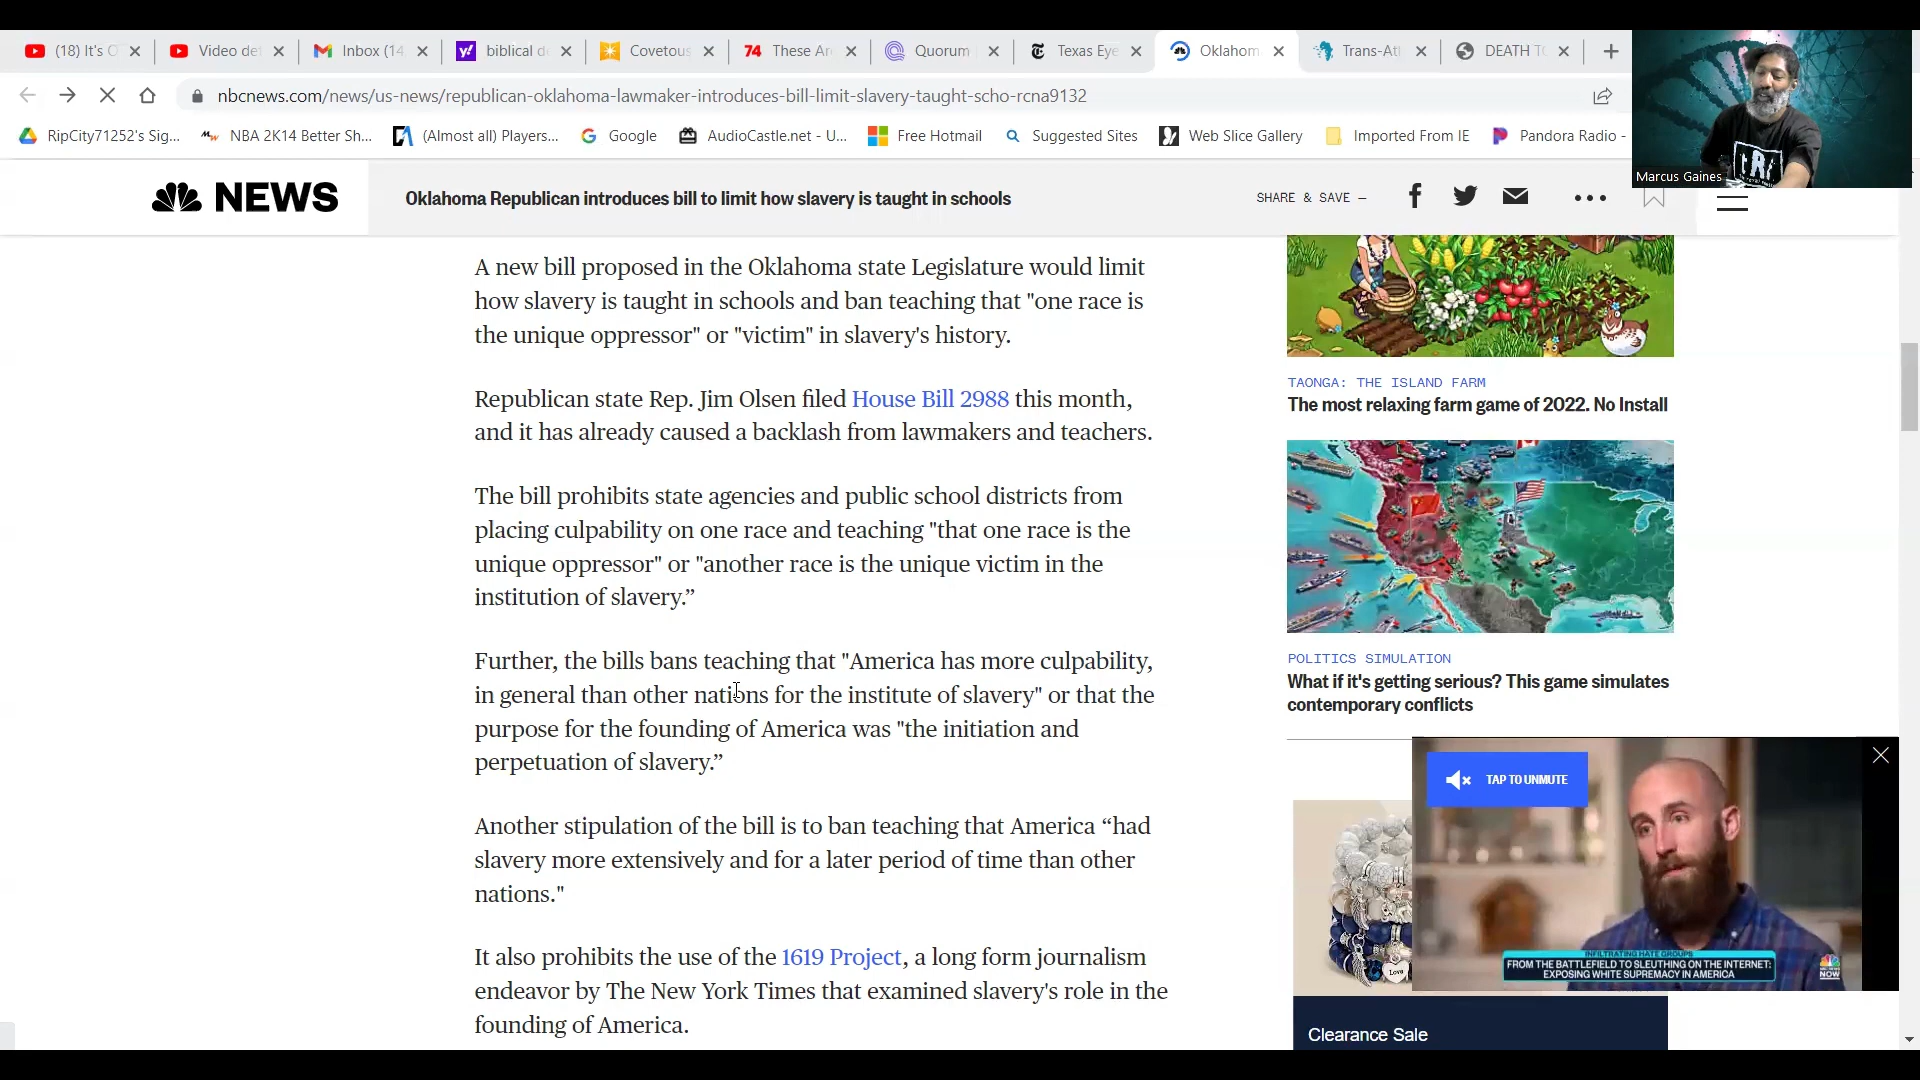 (18) It's C
Video de
Inbox (14
biblical d
Covetous
These Ar
Quorum
Texas Eye
Oklahom
Trans-Atl
DEATH TO
nbcnews.com/news/us-news/republican-oklahoma-lawmaker-introduces-bill-limit-slavery-taught-scho-rcna9132
RipCity71252's Sig...
NBA 2K14 Better Sh...
(Almost all) Players...
Google
AudioCastle.net - U...
Free Hotmail
Suggested Sites
Web Slice Gallery
Imported From IE
Pandora Radio -
Marcus Gaines
NEWS
Oklahoma Republican introduces bill to limit how slavery is taught in schools
SHARE & SAVE —
A new bill proposed in the Oklahoma state Legislature would limit
how slavery is taught in schools and ban teaching that "one race is
the unique oppressor" or "victim" in slavery's history.
Republican state Rep. Jim Olsen filed House Bill 2988 this month,
and it has already caused a backlash from lawmakers and teachers.
The bill prohibits state agencies and public school districts from
placing culpability on one race and teaching "that one race is the
unique oppressor" or "another race is the unique victim in the
institution of slavery.”
Further, the bills bans teaching that "America has more culpability,
in general than other nations for the institute of slavery" or that the
purpose for the founding of America was "the initiation and
perpetuation of slavery.”
Another stipulation of the bill is to ban teaching that America “had
slavery more extensively and for a later period of time than other
nations."
It also prohibits the use of the 1619 Project, a long form journalism
endeavor by The New York Times that examined slavery's role in the
founding of America.
TAONGA: THE ISLAND FARM
The most relaxing farm game of 2022. No Install
POLITICS SIMULATION
What if it's getting serious? This game simulates
contemporary conflicts
TAP TO UNMUTE
INFILTRATING HATE GROUPS
FROM THE BATTLEFIELD TO SLEUTHING ON THE INTERNET:
EXPOSING WHITE SUPREMACY IN AMERICA
NBC NEWS
NOW
Love
Clearance Sale